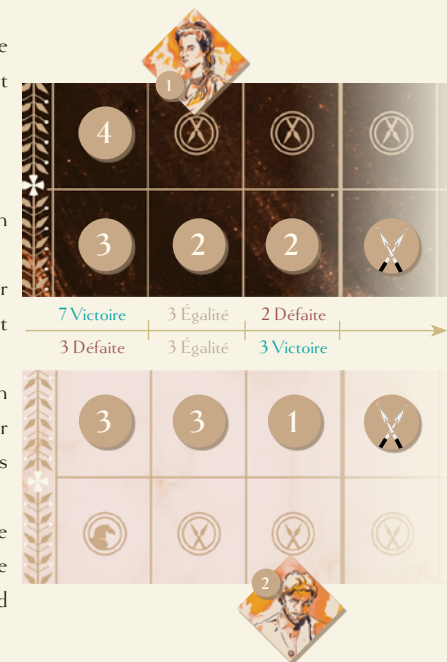 e
t
1
4
3 2 2
n
r
7 Victoire 3 Égalité 2 Défaite
t
3 Défaite 3 Égalité 3 Victoire
n
3 3 1
r
s
e
e
2
d